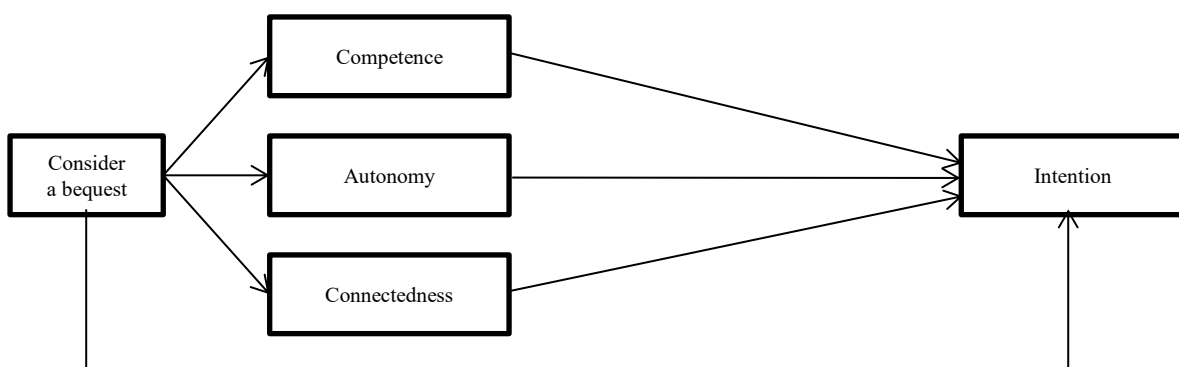 Competence
Consider
a bequest
Autonomy
Intention
Connectedness